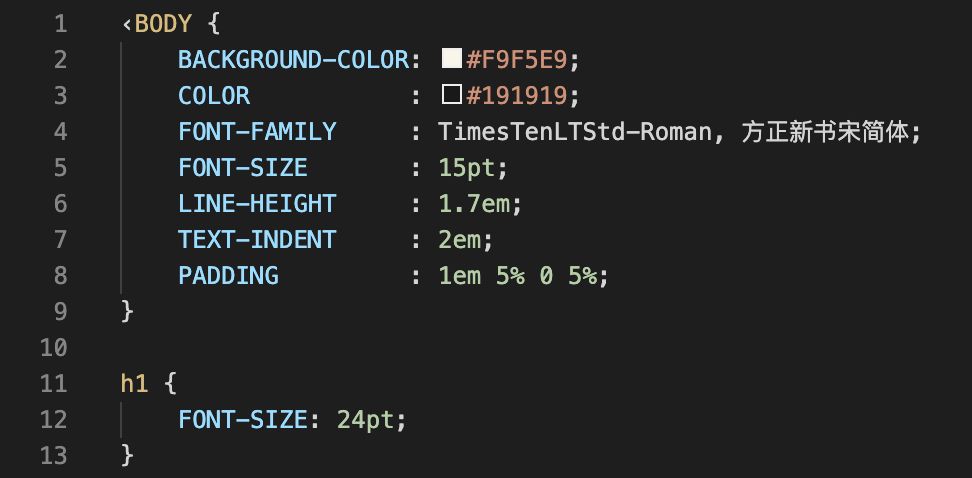 1 ‹BODY {
2 BACKGROUND-COLOR: #F9F5E9;
3 COLOR : #191919;
4 FONT-FAMILY : TimesTenLTStd-Roman, 方正新书宋简体;
5 FONT-SIZE : 15pt;
6 LINE-HEIGHT : 1.7em;
7 TEXT-INDENT : 2em;
8 PADDING : 1em 5% 0 5%;
9 }
10
11 h1 {
12 FONT-SIZE: 24pt;
13 }